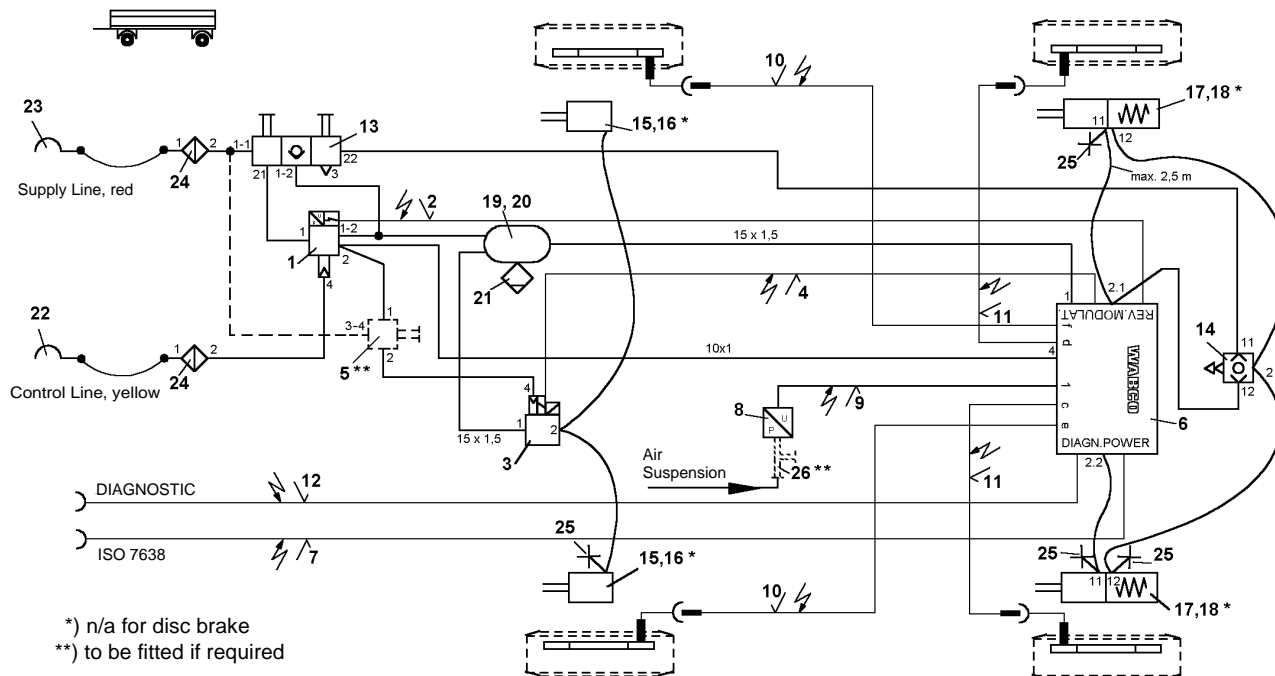 23
1
2
24
Supply Line, red
1-1
21
1-2
3
22
13
10
15,16 *
17,18 *
11
12
25
max. 2,5 m
U
P
1
1-2
2
4
1
2
19, 20
21
15 x 1,5
4
22
1
2
24
Control Line, yellow
3-4
1
2
5 **
10x1
4
1
2
15 x 1,5
3
8
U
P
9
Air
Suspension
26 **
11
11
1
2.1
REV.MODULAT.
f
d
4
1
c
e
WABCO
DIAGN.POWER
2.2
6
14
11
2
12
DIAGNOSTIC
12
ISO 7638
7
25
15,16 *
10
25
25
11
12
17,18 *
*) n/a for disc brake
**) to be fitted if required